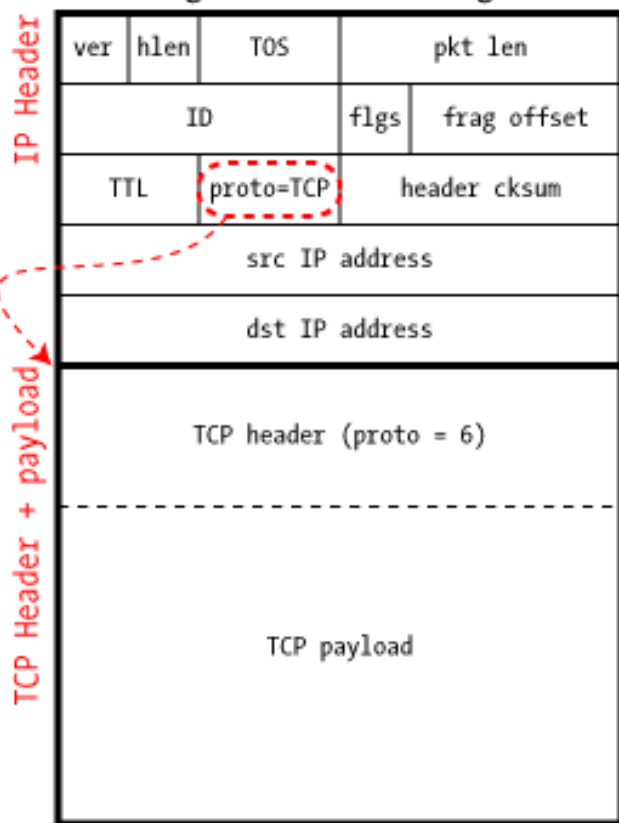 ver hlen TOS pkt len
ID flgs frag offset
TTL proto=TCP header cksum
src IP address
dst IP address
TCP header (proto = 6)
TCP payload
IP Header
TCP Header + payload